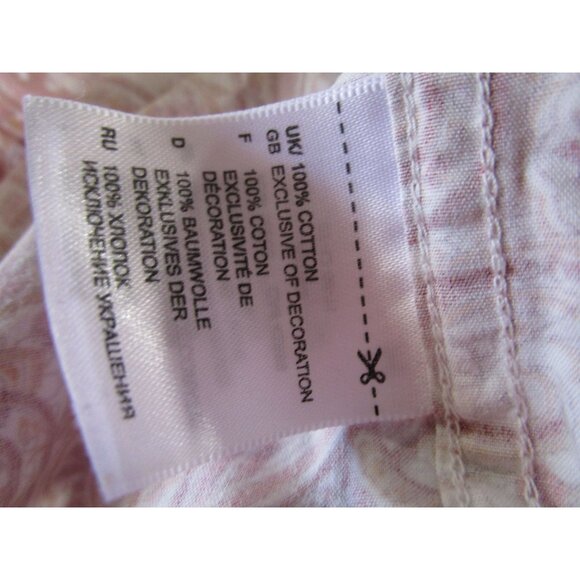 UK/ 100% COTTON
GB EXCLUSIVE OF DECORATION
F 100% COTON
EXCLUSIVITÉ DE
DÉCORATION
D 100% BAUMWOLLE
EXKLUSIVES DER
DEKORATION
RU 100% ХЛОПОК
ИСКЛЮЧЕНИЕ УКРАШЕНИЯ